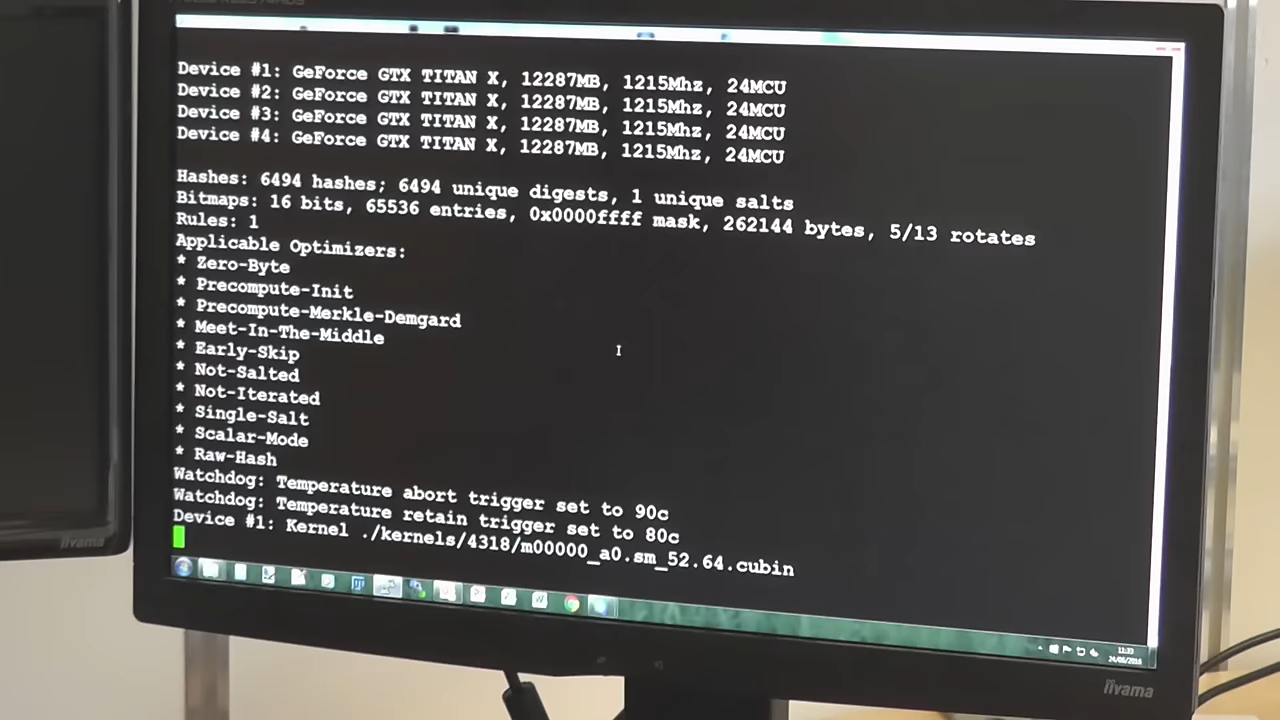 Device #1: GeForce GTX TITAN X, 12287MB, 1215Mhz, 24MCU
Device #2: GeForce GTX TITAN X, 12287MB, 1215Mhz, 24MCU
Device #3: GeForce GTX TITAN X, 12287MB, 1215Mhz, 24MCU
Device #4: GeForce GTX TITAN X, 12287MB, 1215Mhz, 24MCU
Hashes: 6494 hashes; 6494 unique digests, 1 unique salts
Bitmaps: 16 bits, 65536 entries, 0x0000ffff mask, 262144 bytes, 5/13 rotates
Rules: 1
Applicable Optimizers:
* Zero-Byte
* Precompute-Init
* Precompute-Merkle-Demgard
* Meet-In-The-Middle
* Early-Skip
* Not-Salted
* Not-Iterated
* Single-Salt
* Scalar-Mode
* Raw-Hash
Watchdog: Temperature abort trigger set to 90c
Watchdog: Temperature retain trigger set to 80c
Device #1: Kernel ./kernels/4318/m00000_a0.sm_52.64.cubin
11:33
24/06/2016
iiyama
iiyama